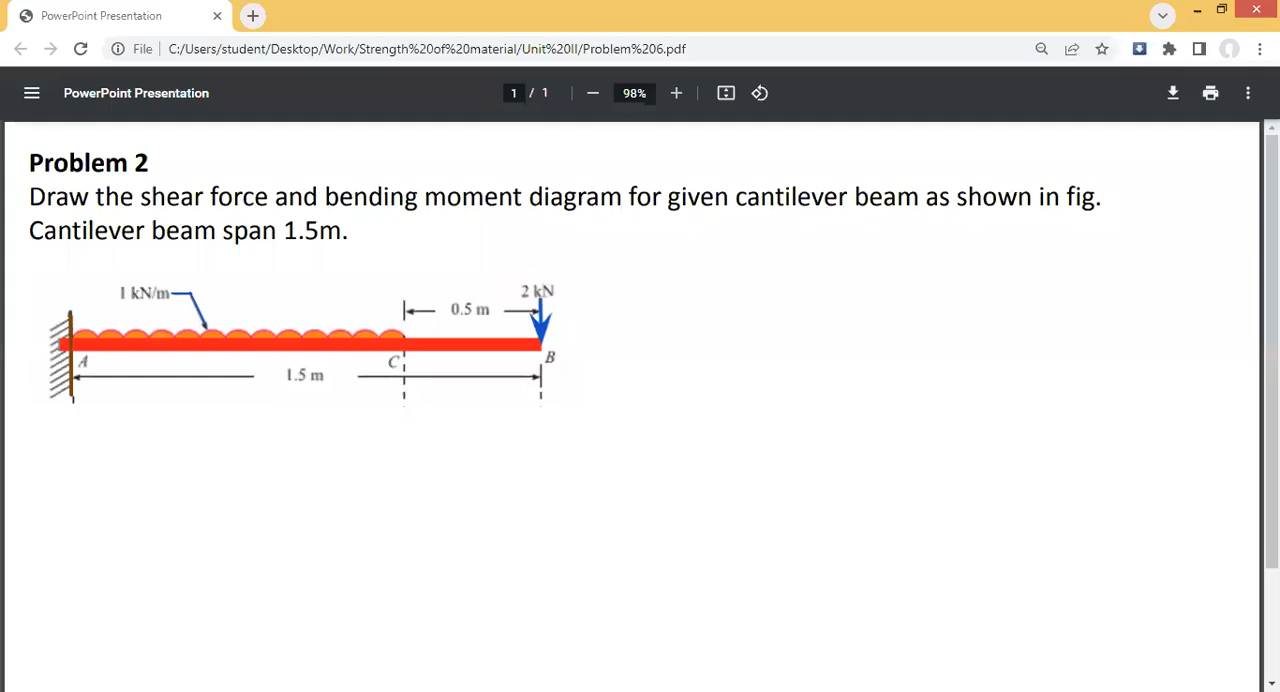 PowerPoint Presentation
File
C:/Users/student/Desktop/Work/Strength%20of%20material/Unit%20II/Problem%206.pdf
PowerPoint Presentation
1 / 1
98%
Problem 2
Draw the shear force and bending moment diagram for given cantilever beam as shown in fig.
Cantilever beam span 1.5m.
1 kN/m
2 kN
0.5 m
A
C
B
1.5 m